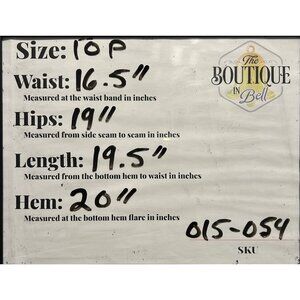 Size: 10 P
The
BOUTIQUE
IN
Bell
Waist: 16.5"
Measured at the waist band in inches
Hips: 19"
Measured from side seam to seam in inches
Length: 19.5"
Measured from the bottom hem to waist in inches
Hem: 20"
Measured at the bottom hem flare in inches
015-054
SKU